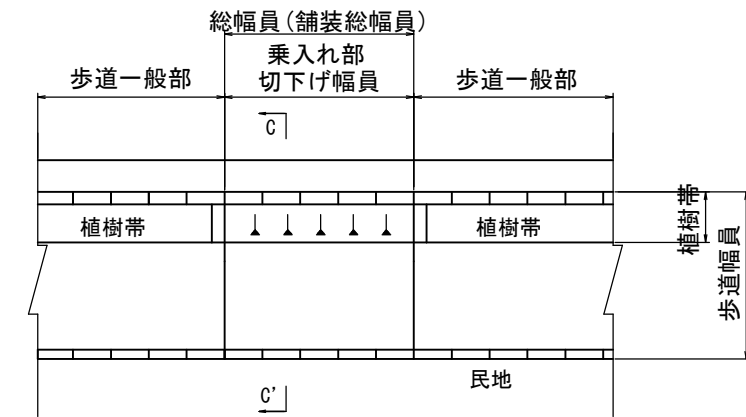 総幅員(舗装総幅員)
乗入れ部
切下げ幅員
歩道一般部
歩道一般部
C
植樹帯
植樹帯
植樹帯
歩道幅員
民地
C'